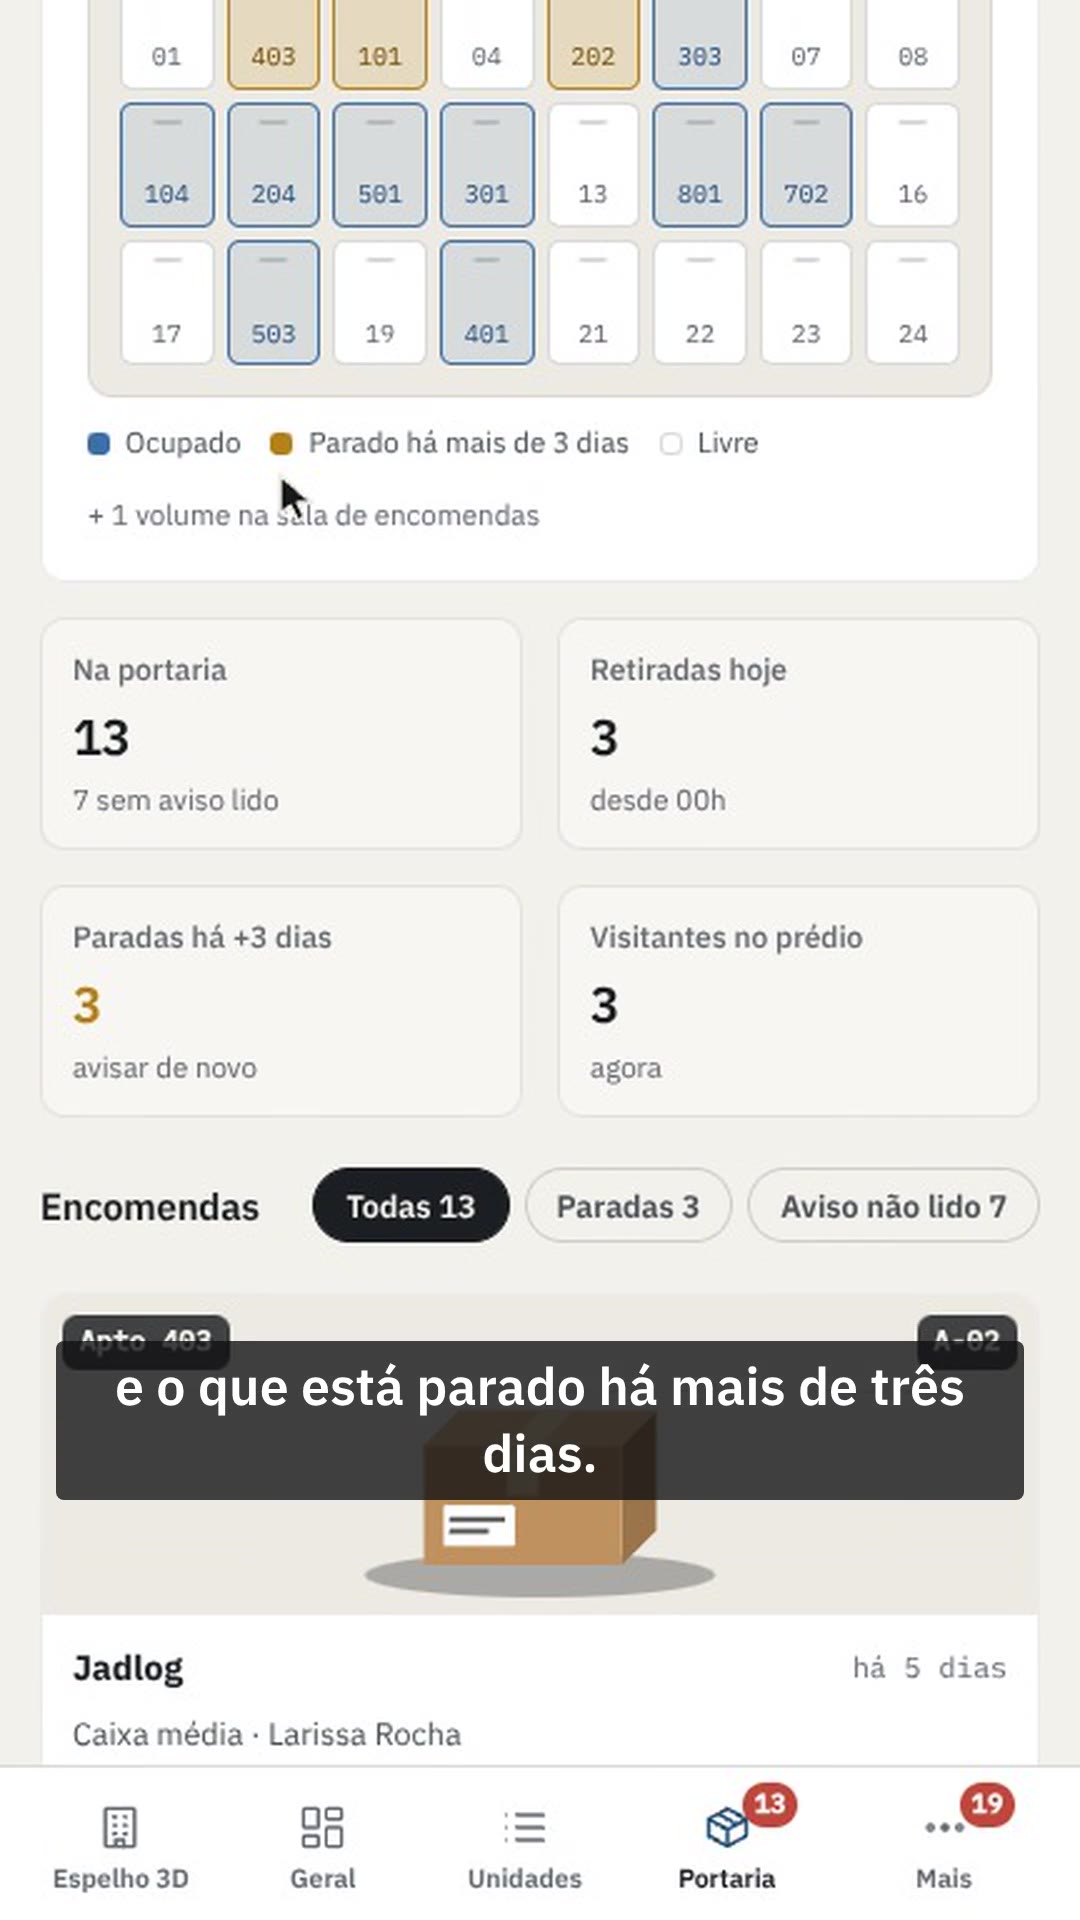 01 403 101 04 202 303 07 08
104 204 501 301 13 801 702 16
17 503 19 401 21 22 23 24
Ocupado Parado há mais de 3 dias Livre
+ 1 volume na sala de encomendas
Na portaria
13
7 sem aviso lido
Retiradas hoje
3
desde 00h
Paradas há +3 dias
3
avisar de novo
Visitantes no prédio
3
agora
Encomendas Todas 13 Paradas 3 Aviso não lido 7
Apto 403 A-02
e o que está parado há mais de três
dias.
Jadlog há 5 dias
Caixa média · Larissa Rocha
13 19
Espelho 3D Geral Unidades Portaria Mais